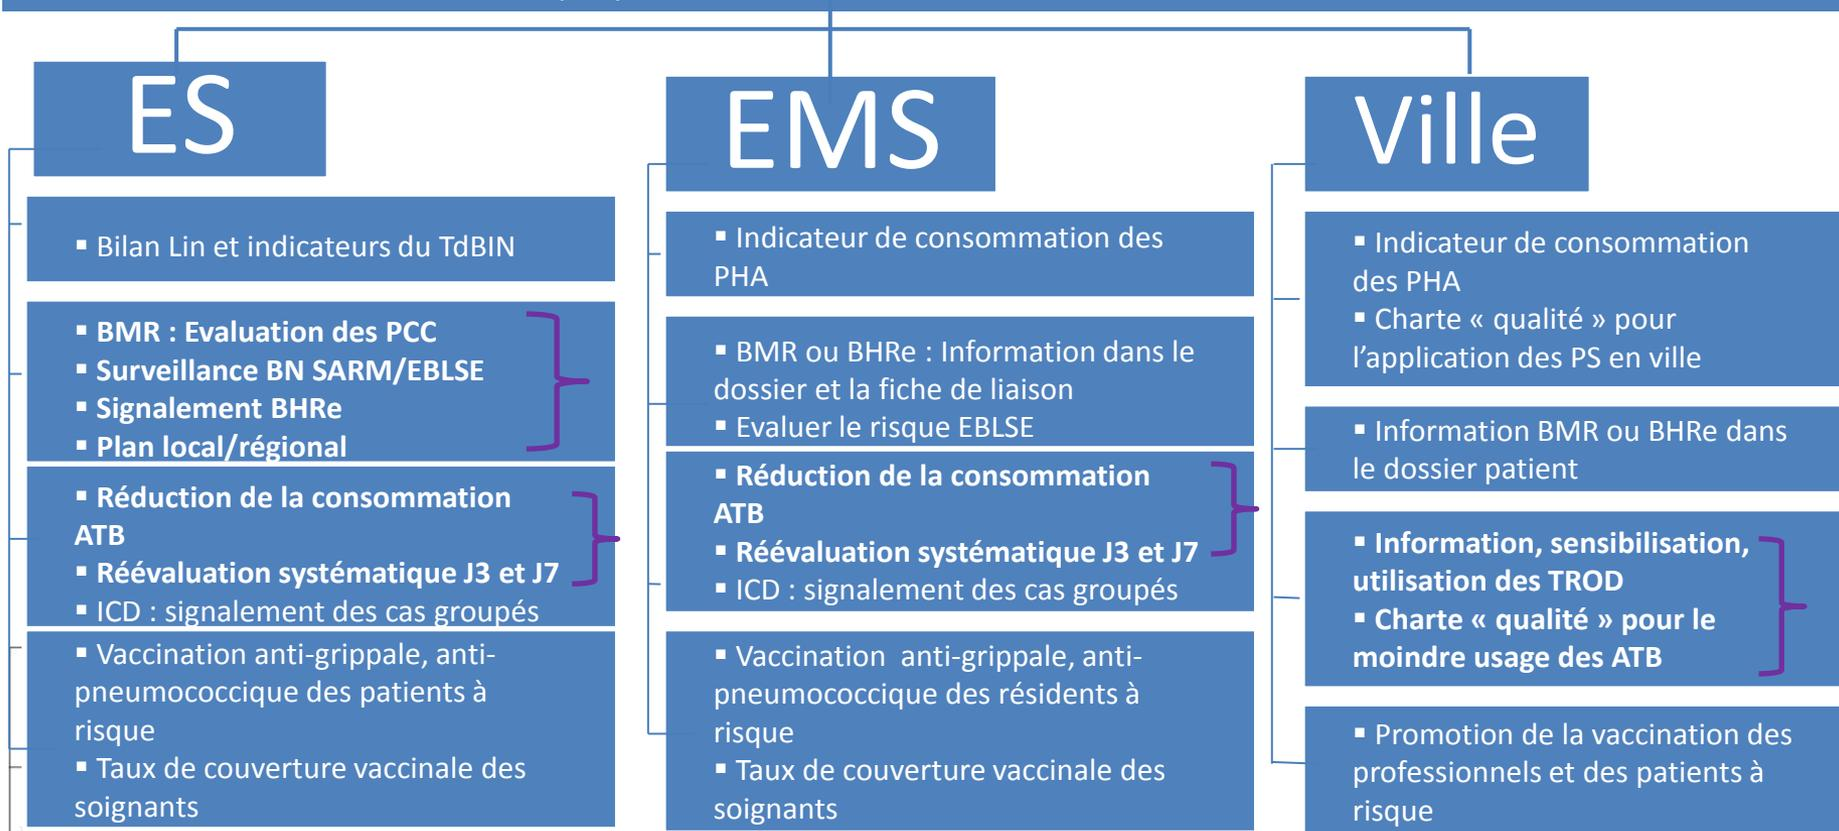 ES
▪ Bilan Lin et indicateurs du TdBIN
▪ BMR : Evaluation des PCC
▪ Surveillance BN SARM/EBLSE
▪ Signalement BHRe
▪ Plan local/régional
▪ Réduction de la consommation
ATB
▪ Réévaluation systématique J3 et J7
▪ ICD : signalement des cas groupés
▪ Vaccination anti-grippale, anti-
pneumococcique des patients à
risque
▪ Taux de couverture vaccinale des
soignants
EMS
▪ Indicateur de consommation des
PHA
▪ BMR ou BHRe : Information dans le
dossier et la fiche de liaison
▪ Evaluer le risque EBLSE
▪ Réduction de la consommation
ATB
▪ Réévaluation systématique J3 et J7
▪ ICD : signalement des cas groupés
▪ Vaccination anti-grippale, anti-
pneumococcique des résidents à
risque
▪ Taux de couverture vaccinale des
soignants
Ville
▪ Indicateur de consommation
des PHA
▪ Charte « qualité » pour
l’application des PS en ville
▪ Information BMR ou BHRe dans
le dossier patient
▪ Information, sensibilisation,
utilisation des TROD
▪ Charte « qualité » pour le
moindre usage des ATB
▪ Promotion de la vaccination des
professionnels et des patients à
risque